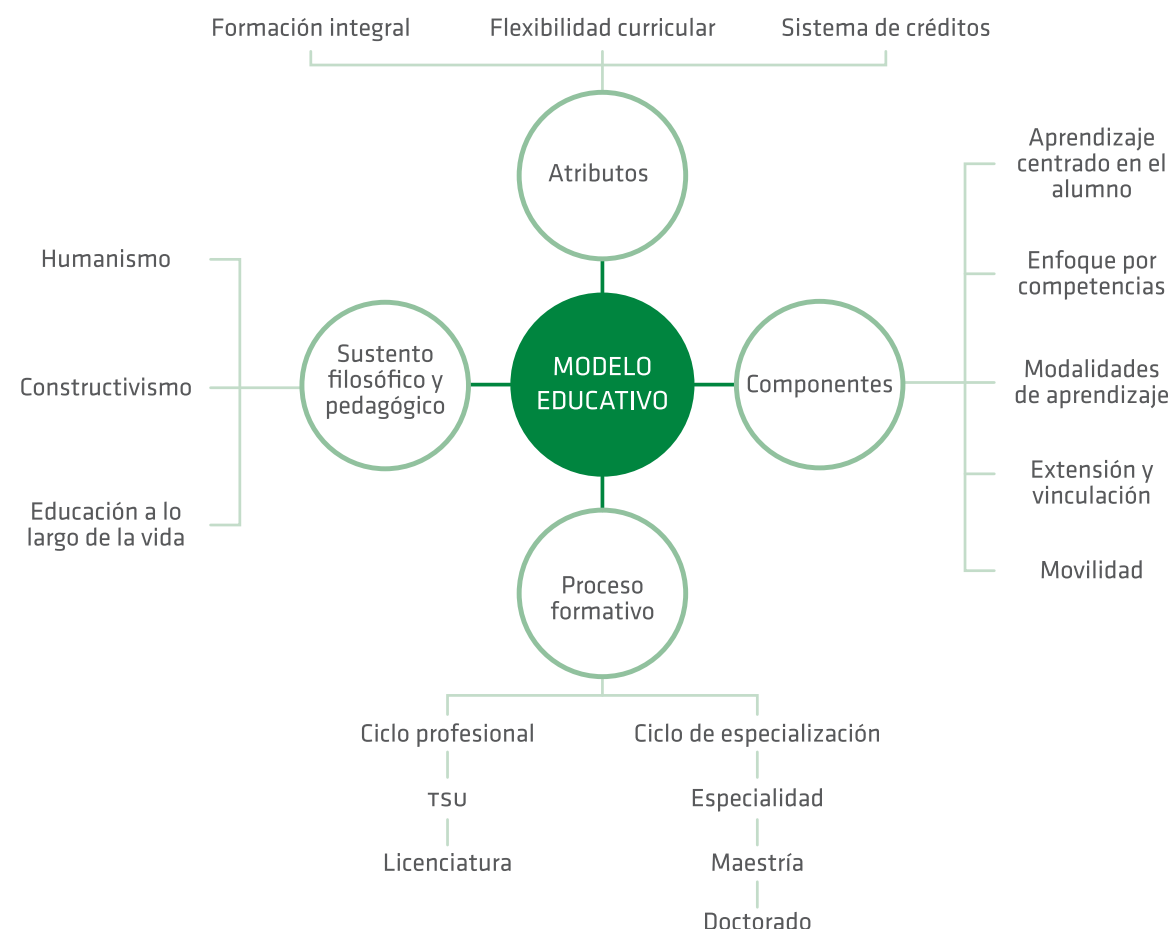 Formación integral
Flexibilidad curricular
Sistema de créditos
Atributos
Humanismo
Constructivismo
Educación a lo
largo de la vida
Sustento
filosófico y
pedagógico
MODELO
EDUCATIVO
Componentes
Aprendizaje
centrado en el
alumno
Enfoque por
competencias
Modalidades
de aprendizaje
Extensión y
vinculación
Movilidad
Proceso
formativo
Ciclo profesional
TSU
Licenciatura
Ciclo de especialización
Especialidad
Maestría
Doctorado